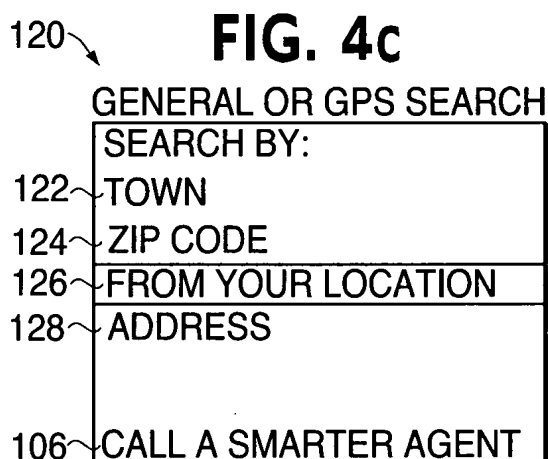 FIG. 4c
120
GENERAL OR GPS SEARCH
SEARCH BY:
122 TOWN
124 ZIP CODE
126 FROM YOUR LOCATION
128 ADDRESS
106 CALL A SMARTER AGENT